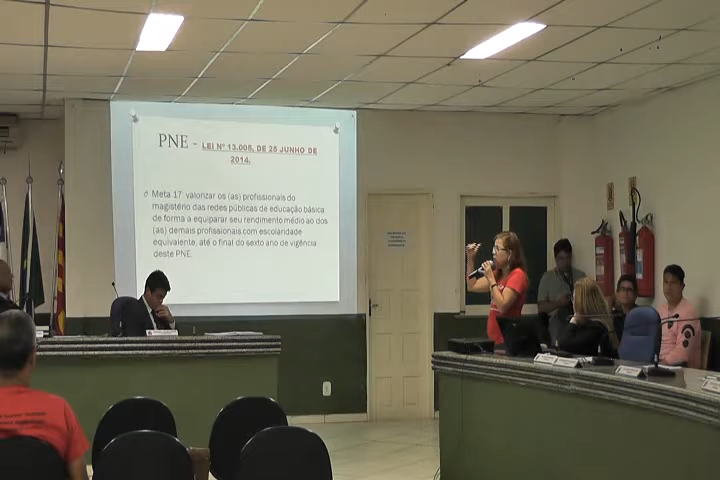 PNE - LEI Nº 13.005, DE 25 JUNHO DE
2014.
Meta 17 valorizar os (as) profissionais do
magistério das redes públicas de educação básica
de forma a equiparar seu rendimento médio ao dos
(as) demais profissionais com escolaridade
equivalente, até o final do sexto ano de vigência
deste PNE.